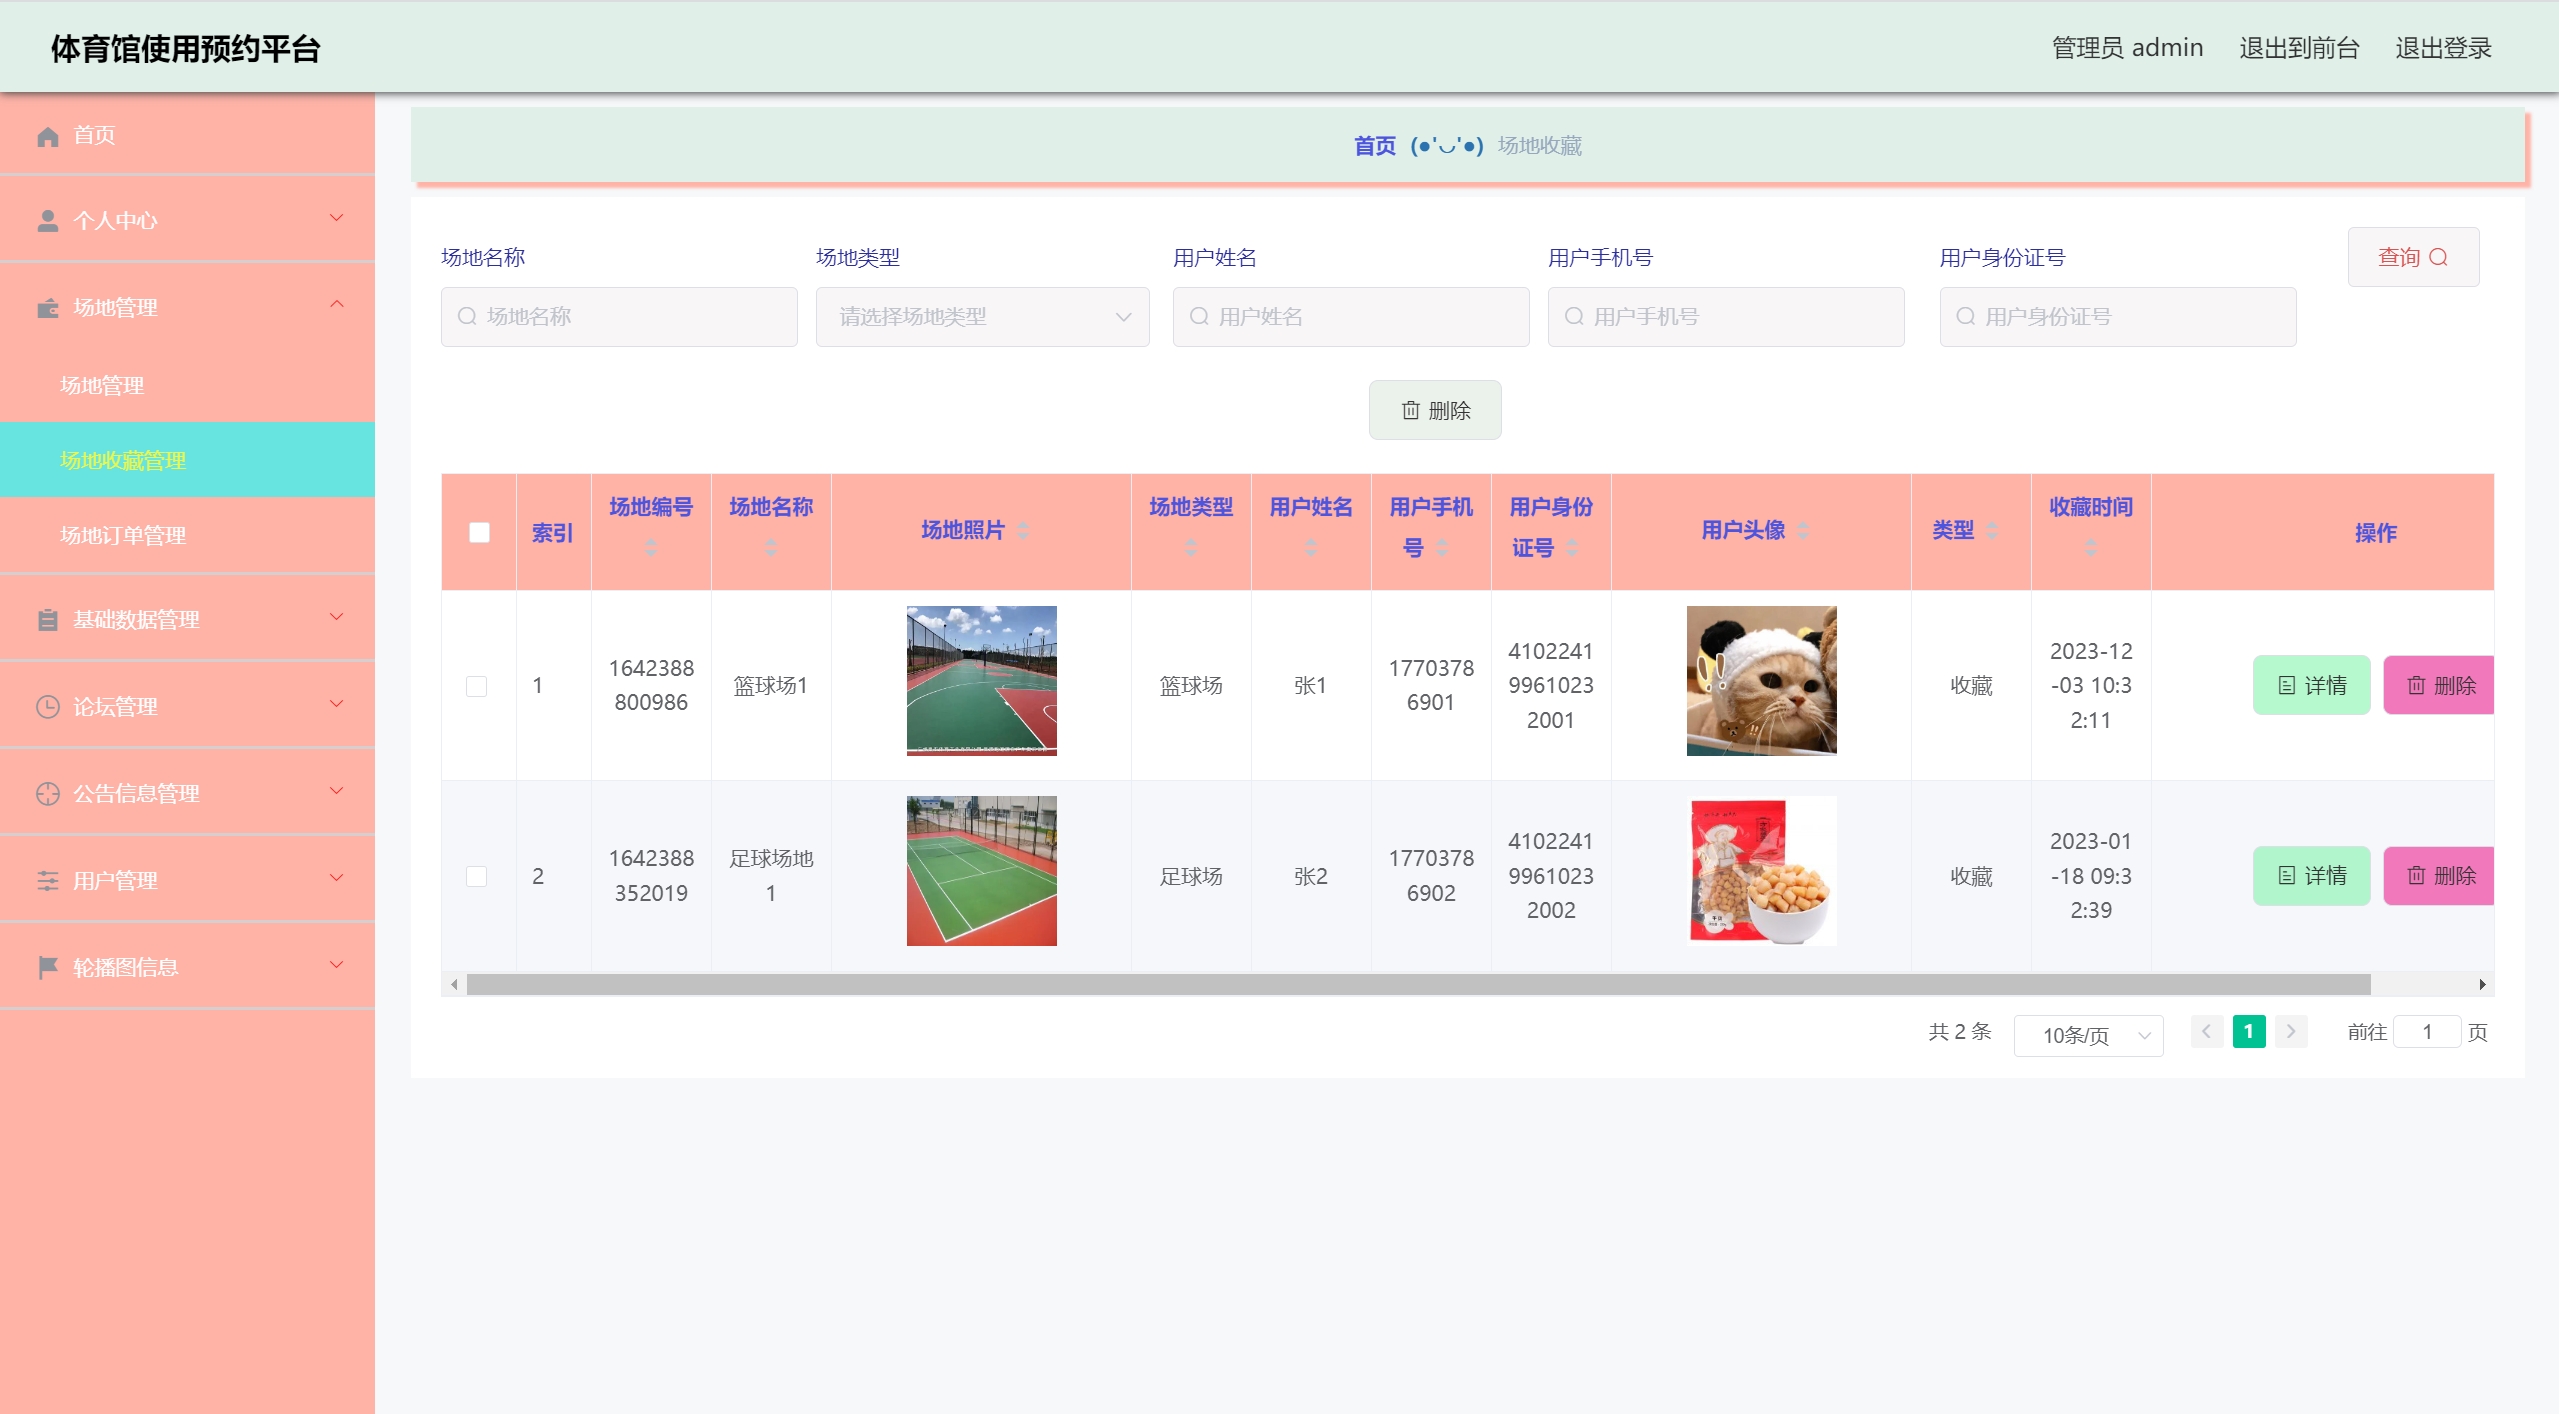 体育馆使用预约平台
管理员 admin 退出到前台 退出登录
首页
个人中心
场地管理
场地管理
场地收藏管理
场地订单管理
基础数据管理
论坛管理
公告信息管理
用户管理
轮播图信息
首页 (●'◡'●) 场地收藏
场地名称 场地类型 用户姓名 用户手机号 用户身份证号 查询
场地名称 请选择场地类型 用户姓名 用户手机号 用户身份证号
删除
索引 场地编号 场地名称 场地照片 场地类型 用户姓名 用户手机号 用户身份证号 用户头像 类型 收藏时间 操作
1 1642388800986 篮球场1 篮球场 张1 17703786901 410224199610232001 收藏 2023-12-03 10:32:11 详情 删除
2 1642388352019 足球场地1 足球场 张2 17703786902 410224199610232002 收藏 2023-01-18 09:32:39 详情 删除
共 2 条 10条/页 1 前往 1 页